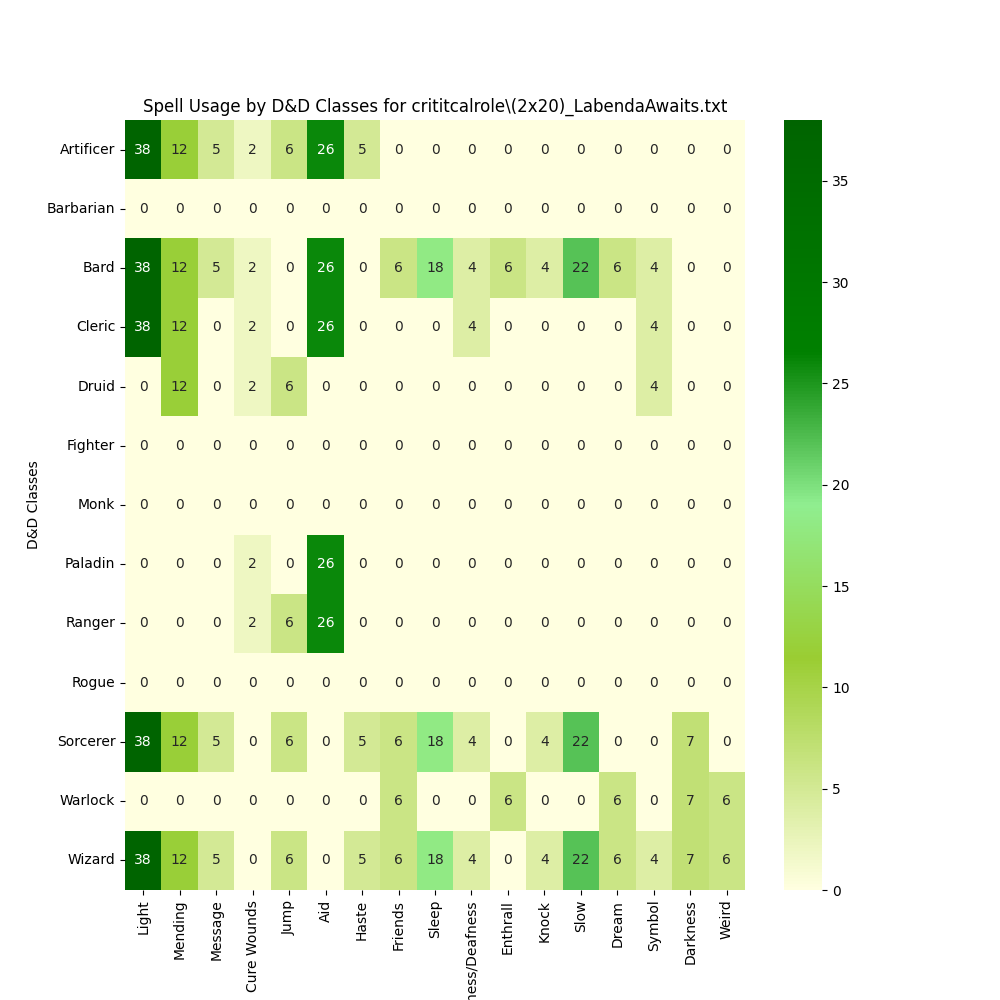 Spell Usage by D&D Classes for crititcalrole\(2x20)_LabendaAwaits.txt
D&D Classes
Artificer 38 12 5 2 6 26 5 0 0 0 0 0 0 0 0 0 0
Barbarian 0 0 0 0 0 0 0 0 0 0 0 0 0 0 0 0 0
Bard 38 12 5 2 0 26 0 6 18 4 6 4 22 6 4 0 0
Cleric 38 12 0 2 0 26 0 0 0 4 0 0 0 0 4 0 0
Druid 0 12 0 2 6 0 0 0 0 0 0 0 0 0 4 0 0
Fighter 0 0 0 0 0 0 0 0 0 0 0 0 0 0 0 0 0
Monk 0 0 0 0 0 0 0 0 0 0 0 0 0 0 0 0 0
Paladin 0 0 0 2 0 26 0 0 0 0 0 0 0 0 0 0 0
Ranger 0 0 0 2 6 26 0 0 0 0 0 0 0 0 0 0 0
Rogue 0 0 0 0 0 0 0 0 0 0 0 0 0 0 0 0 0
Sorcerer 38 12 5 0 6 0 5 6 18 4 0 4 22 0 0 7 0
Warlock 0 0 0 0 0 0 0 6 0 0 6 0 0 6 0 7 6
Wizard 38 12 5 0 6 0 5 6 18 4 0 4 22 6 4 7 6
Light
Mending
Message
Cure Wounds
Jump
Aid
Haste
Friends
Sleep
ness/Deafness
Enthrall
Knock
Slow
Dream
Symbol
Darkness
Weird
35
30
25
20
15
10
5
0